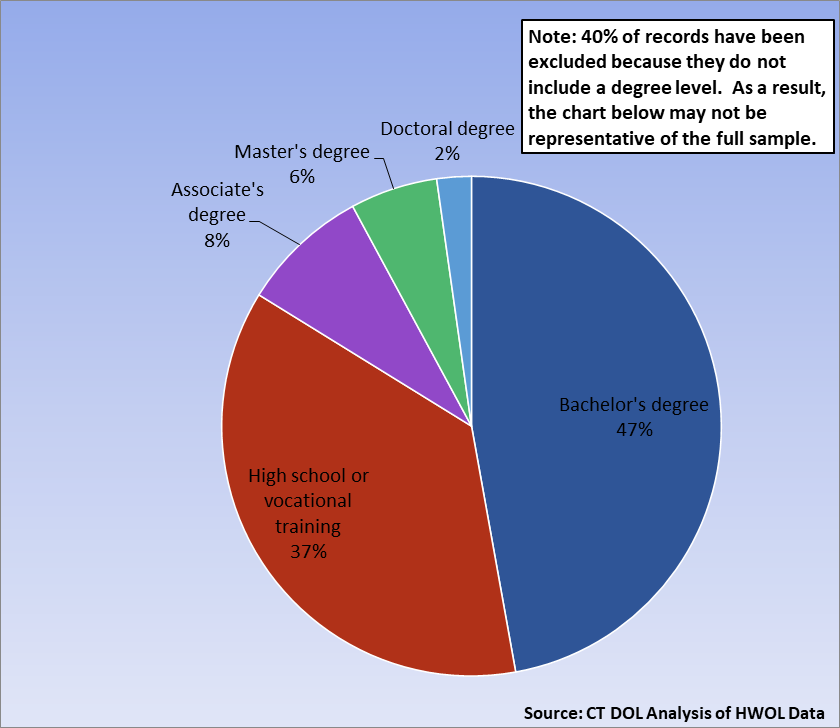 Note: 40% of records have been
excluded because they do not
include a degree level.  As a result,
the chart below may not be
representative of the full sample.
Doctoral degree
2%
Master's degree
6%
Associate's
degree
8%
Bachelor's degree
47%
High school or
vocational
training
37%
Source: CT DOL Analysis of HWOL Data